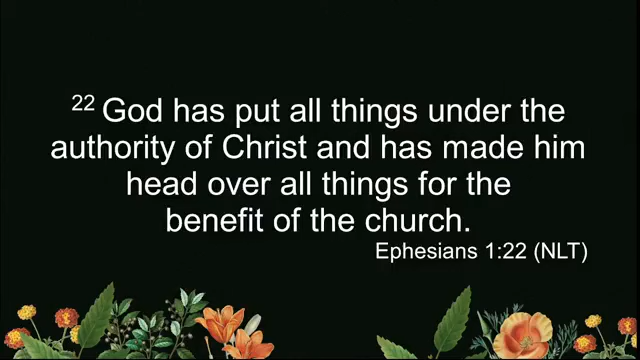 22 God has put all things under the
authority of Christ and has made him
head over all things for the
benefit of the church.
Ephesians 1:22 (NLT)